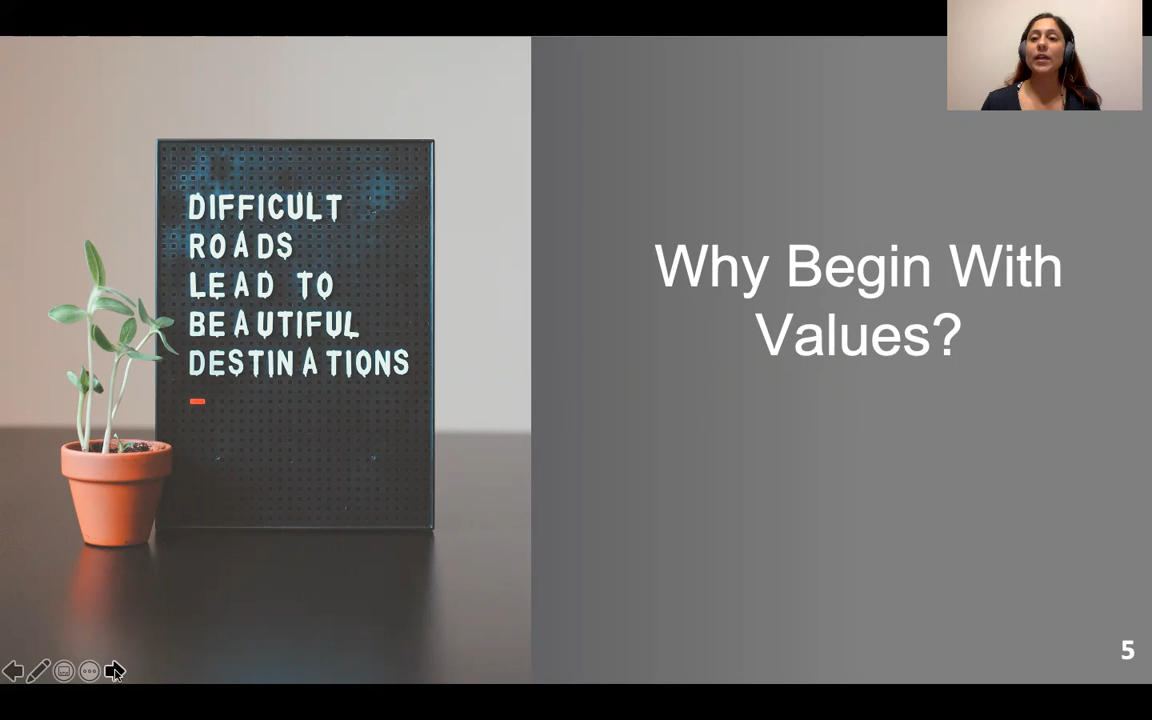 DIFFICULT
ROADS
LEAD TO
BEAUTIFUL
DESTINATIONS
Why Begin With
Values?
5